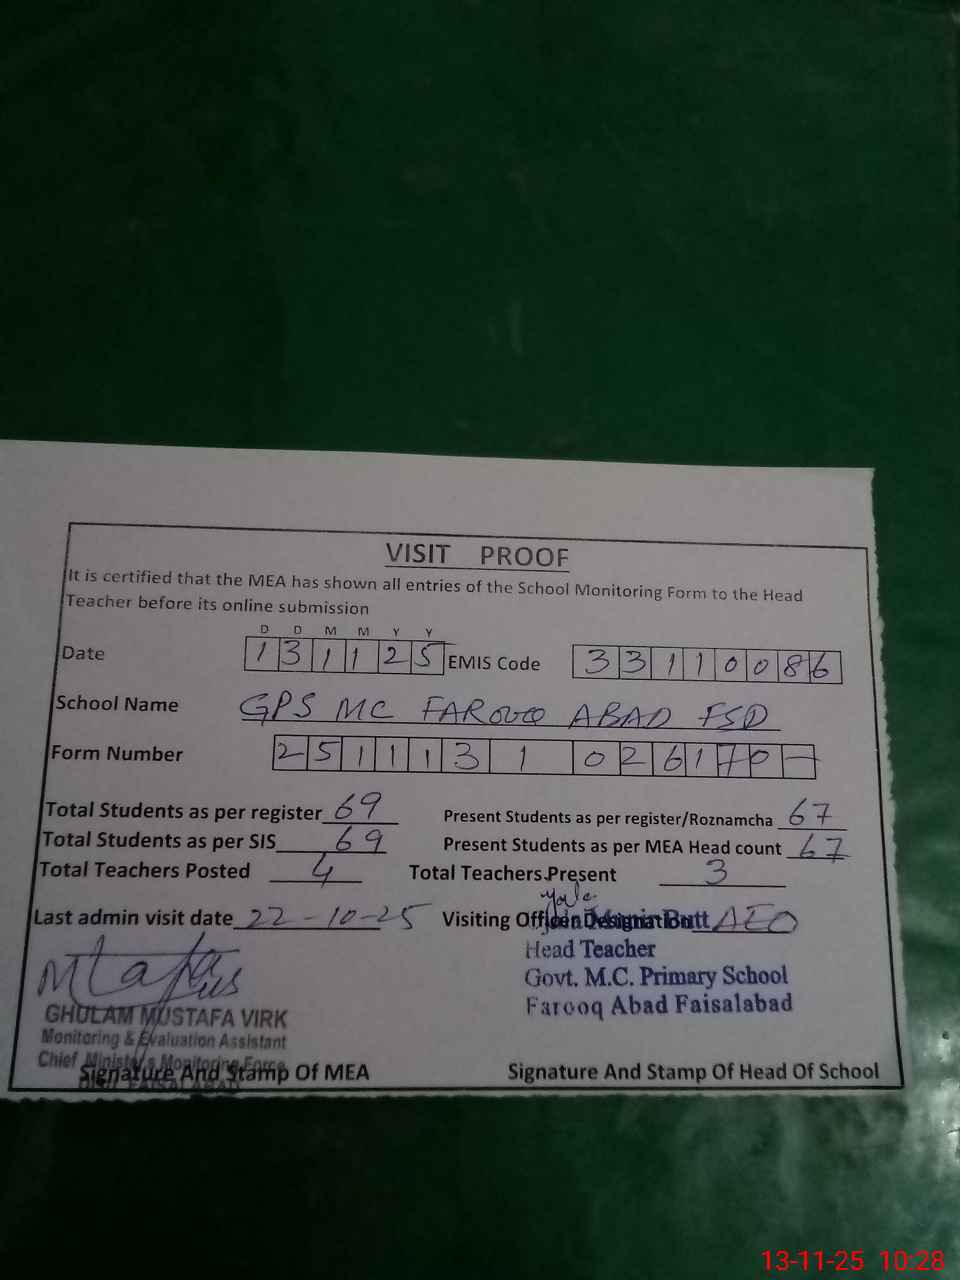 VISIT PROOF
It is certified that the MEA has shown all entries of the School Monitoring Form to the Head
Teacher before its online submission
D D M M Y Y
Date 1 3 1 1 2 5 EMIS Code 3 3 1 1 0 0 8 6
School Name GPS MC FAROOQ ABAD FSD
Form Number 2 5 1 1 1 3 1 0 2 6 1 7 0 -
Total Students as per register 69 Present Students as per register/Roznamcha 67
Total Students as per SIS 69 Present Students as per MEA Head count 67
Total Teachers Posted 4 Total Teachers Present 3
Last admin visit date 22-10-25 Visiting Officer Designation AEO
Butt
Head Teacher
Govt. M.C. Primary School
Farooq Abad Faisalabad
GHULAM MUSTAFA VIRK
Monitoring & Evaluation Assistant
Chief Minister's Monitoring Force
Signature And Stamp Of MEA Signature And Stamp Of Head Of School
13-11-25 10:28